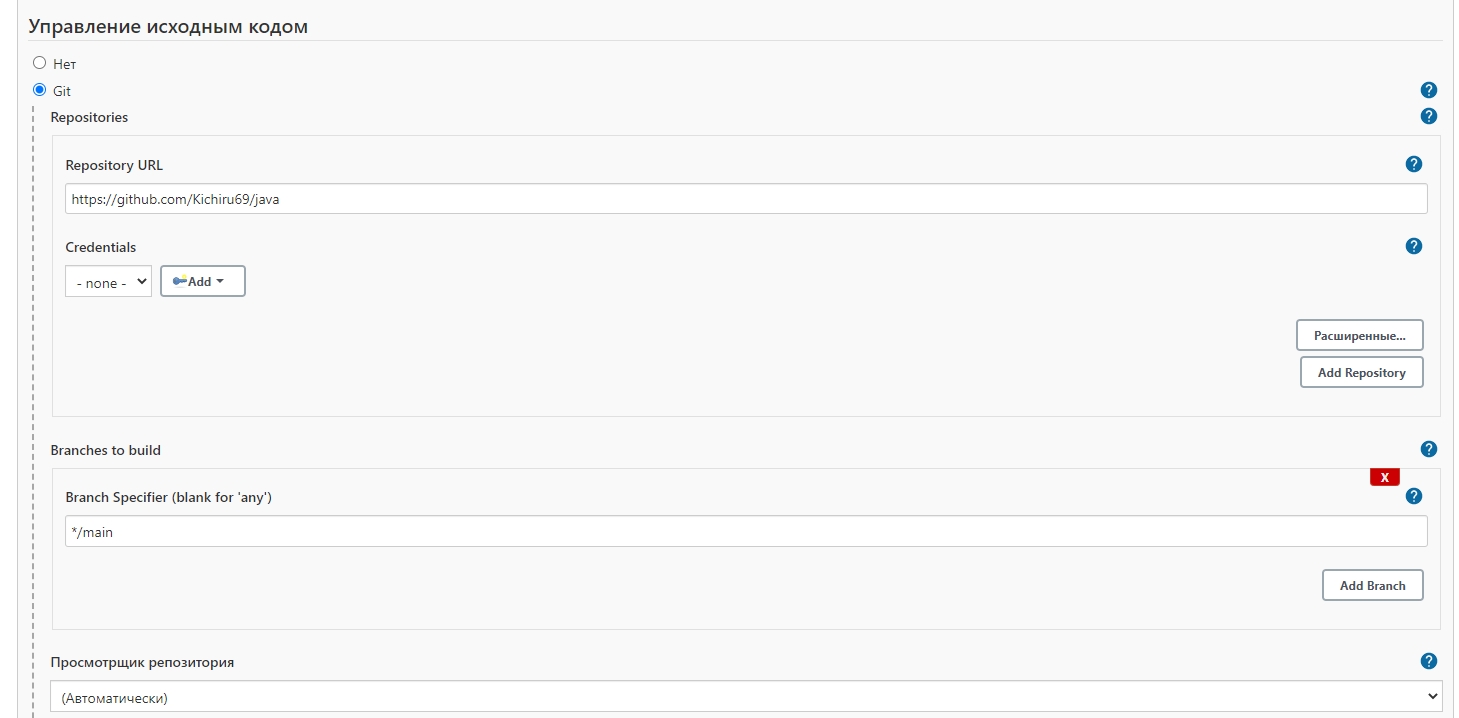 Управление исходным кодом
Нет
Git
?
Repositories
?
Repository URL
?
https://github.com/Kichiru69/java
Credentials
?
- none -
Add
Расширенные...
Add Repository
Branches to build
?
X
Branch Specifier (blank for 'any')
?
*/main
Add Branch
Просмотрщик репозитория
?
(Автоматически)